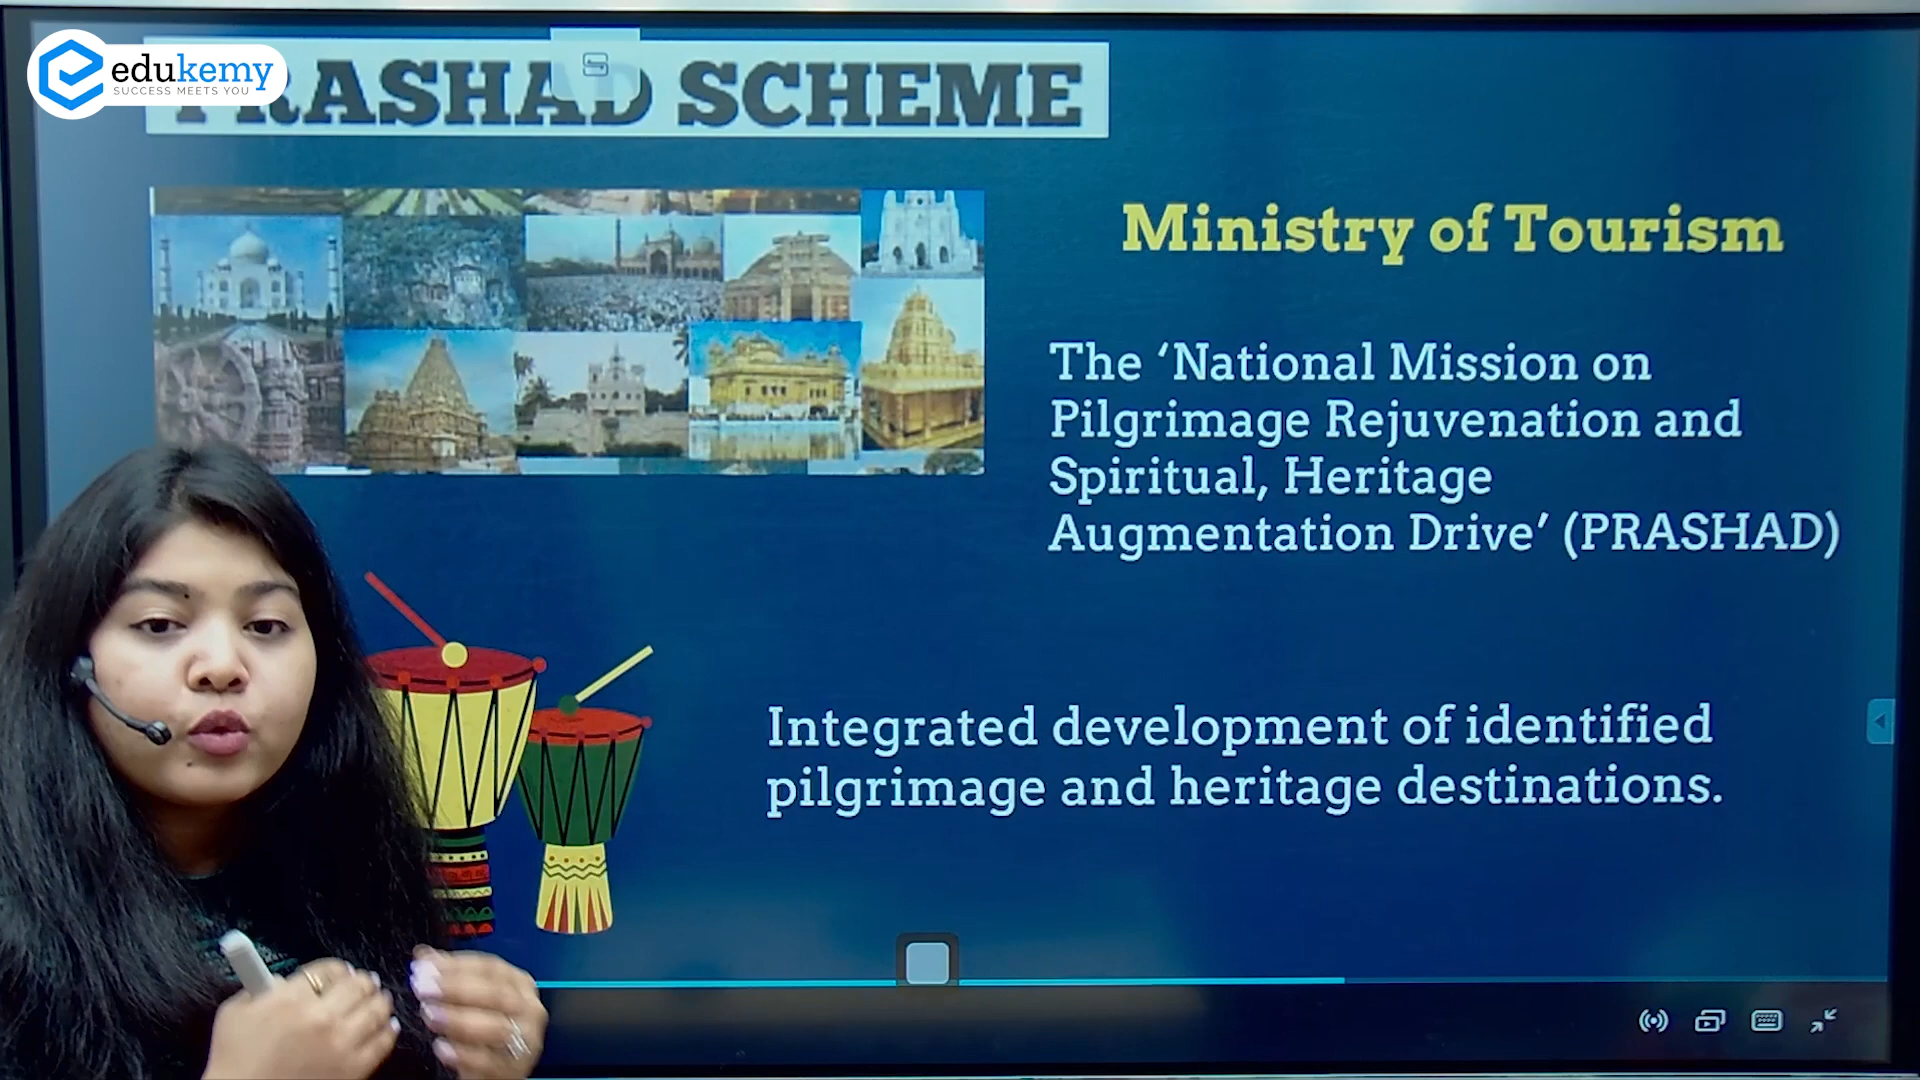 edukemy
SUCCESS MEETS YOU
PRASHAD SCHEME
Ministry of Tourism
The ‘National Mission on
Pilgrimage Rejuvenation and
Spiritual, Heritage
Augmentation Drive’ (PRASHAD)
Integrated development of identified
pilgrimage and heritage destinations.